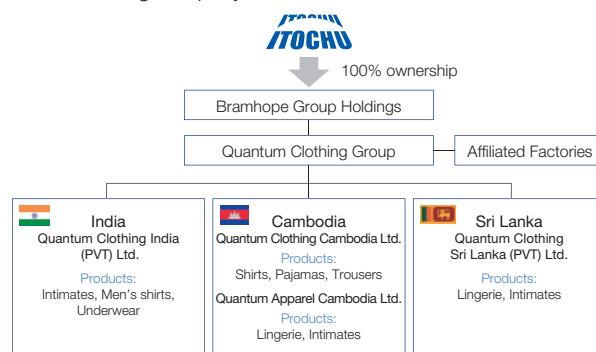 ITOCHU
100% ownership
Bramhope Group Holdings
Quantum Clothing Group
Affiliated Factories
India
Quantum Clothing India
(PVT) Ltd.
Products:
Intimates, Men's shirts,
Underwear
Cambodia
Quantum Clothing Cambodia Ltd.
Products:
Shirts, Pajamas, Trousers
Quantum Apparel Cambodia Ltd.
Products:
Lingerie, Intimates
Sri Lanka
Quantum Clothing
Sri Lanka (PVT) Ltd.
Products:
Lingerie, Intimates